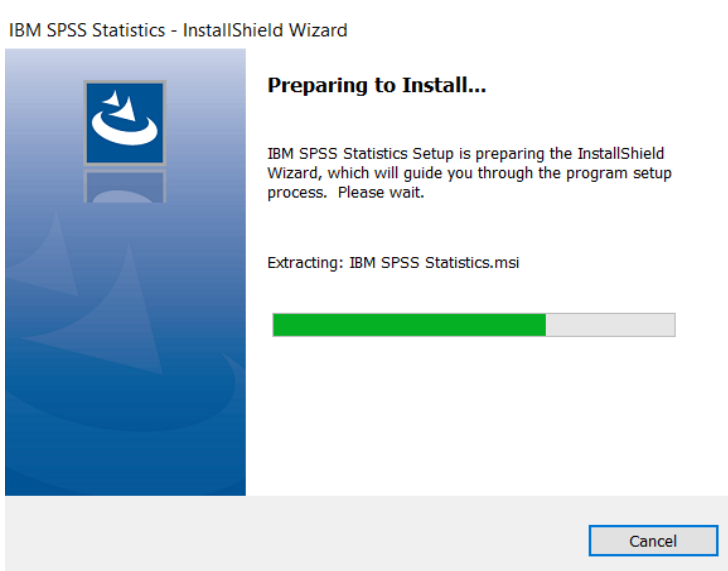 IBM SPSS Statistics - InstallShield Wizard
Preparing to Install...
IBM SPSS Statistics Setup is preparing the InstallShield
Wizard, which will guide you through the program setup
process.  Please wait.
Extracting: IBM SPSS Statistics.msi
Cancel